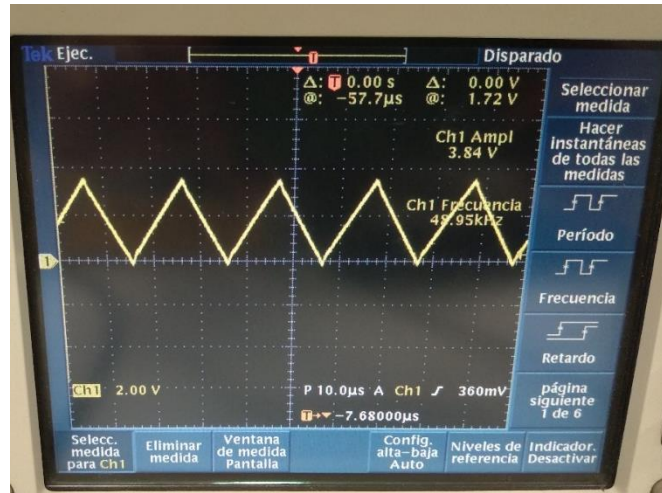 Tek Ejec.
Disparado
Δ: T 0.00 s Δ: 0.00 V
@: −57.7µs @: 1.72 V
Ch1 Ampl
3.84 V
Ch1 Frecuencia
48.95kHz
1
Ch1 2.00 V
P 10.0µs A Ch1 ƒ 360mV
T→▼ −7.68000µs
Seleccionar
medida
Hacer
instantáneas
de todas las
medidas
Período
Frecuencia
Retardo
página
siguiente
1 de 6
Selecc.
medida
para Ch1
Eliminar
medida
Ventana
de medida
Pantalla
Config.
alta−baja
Auto
Niveles de
referencia
Indicador.
Desactivar